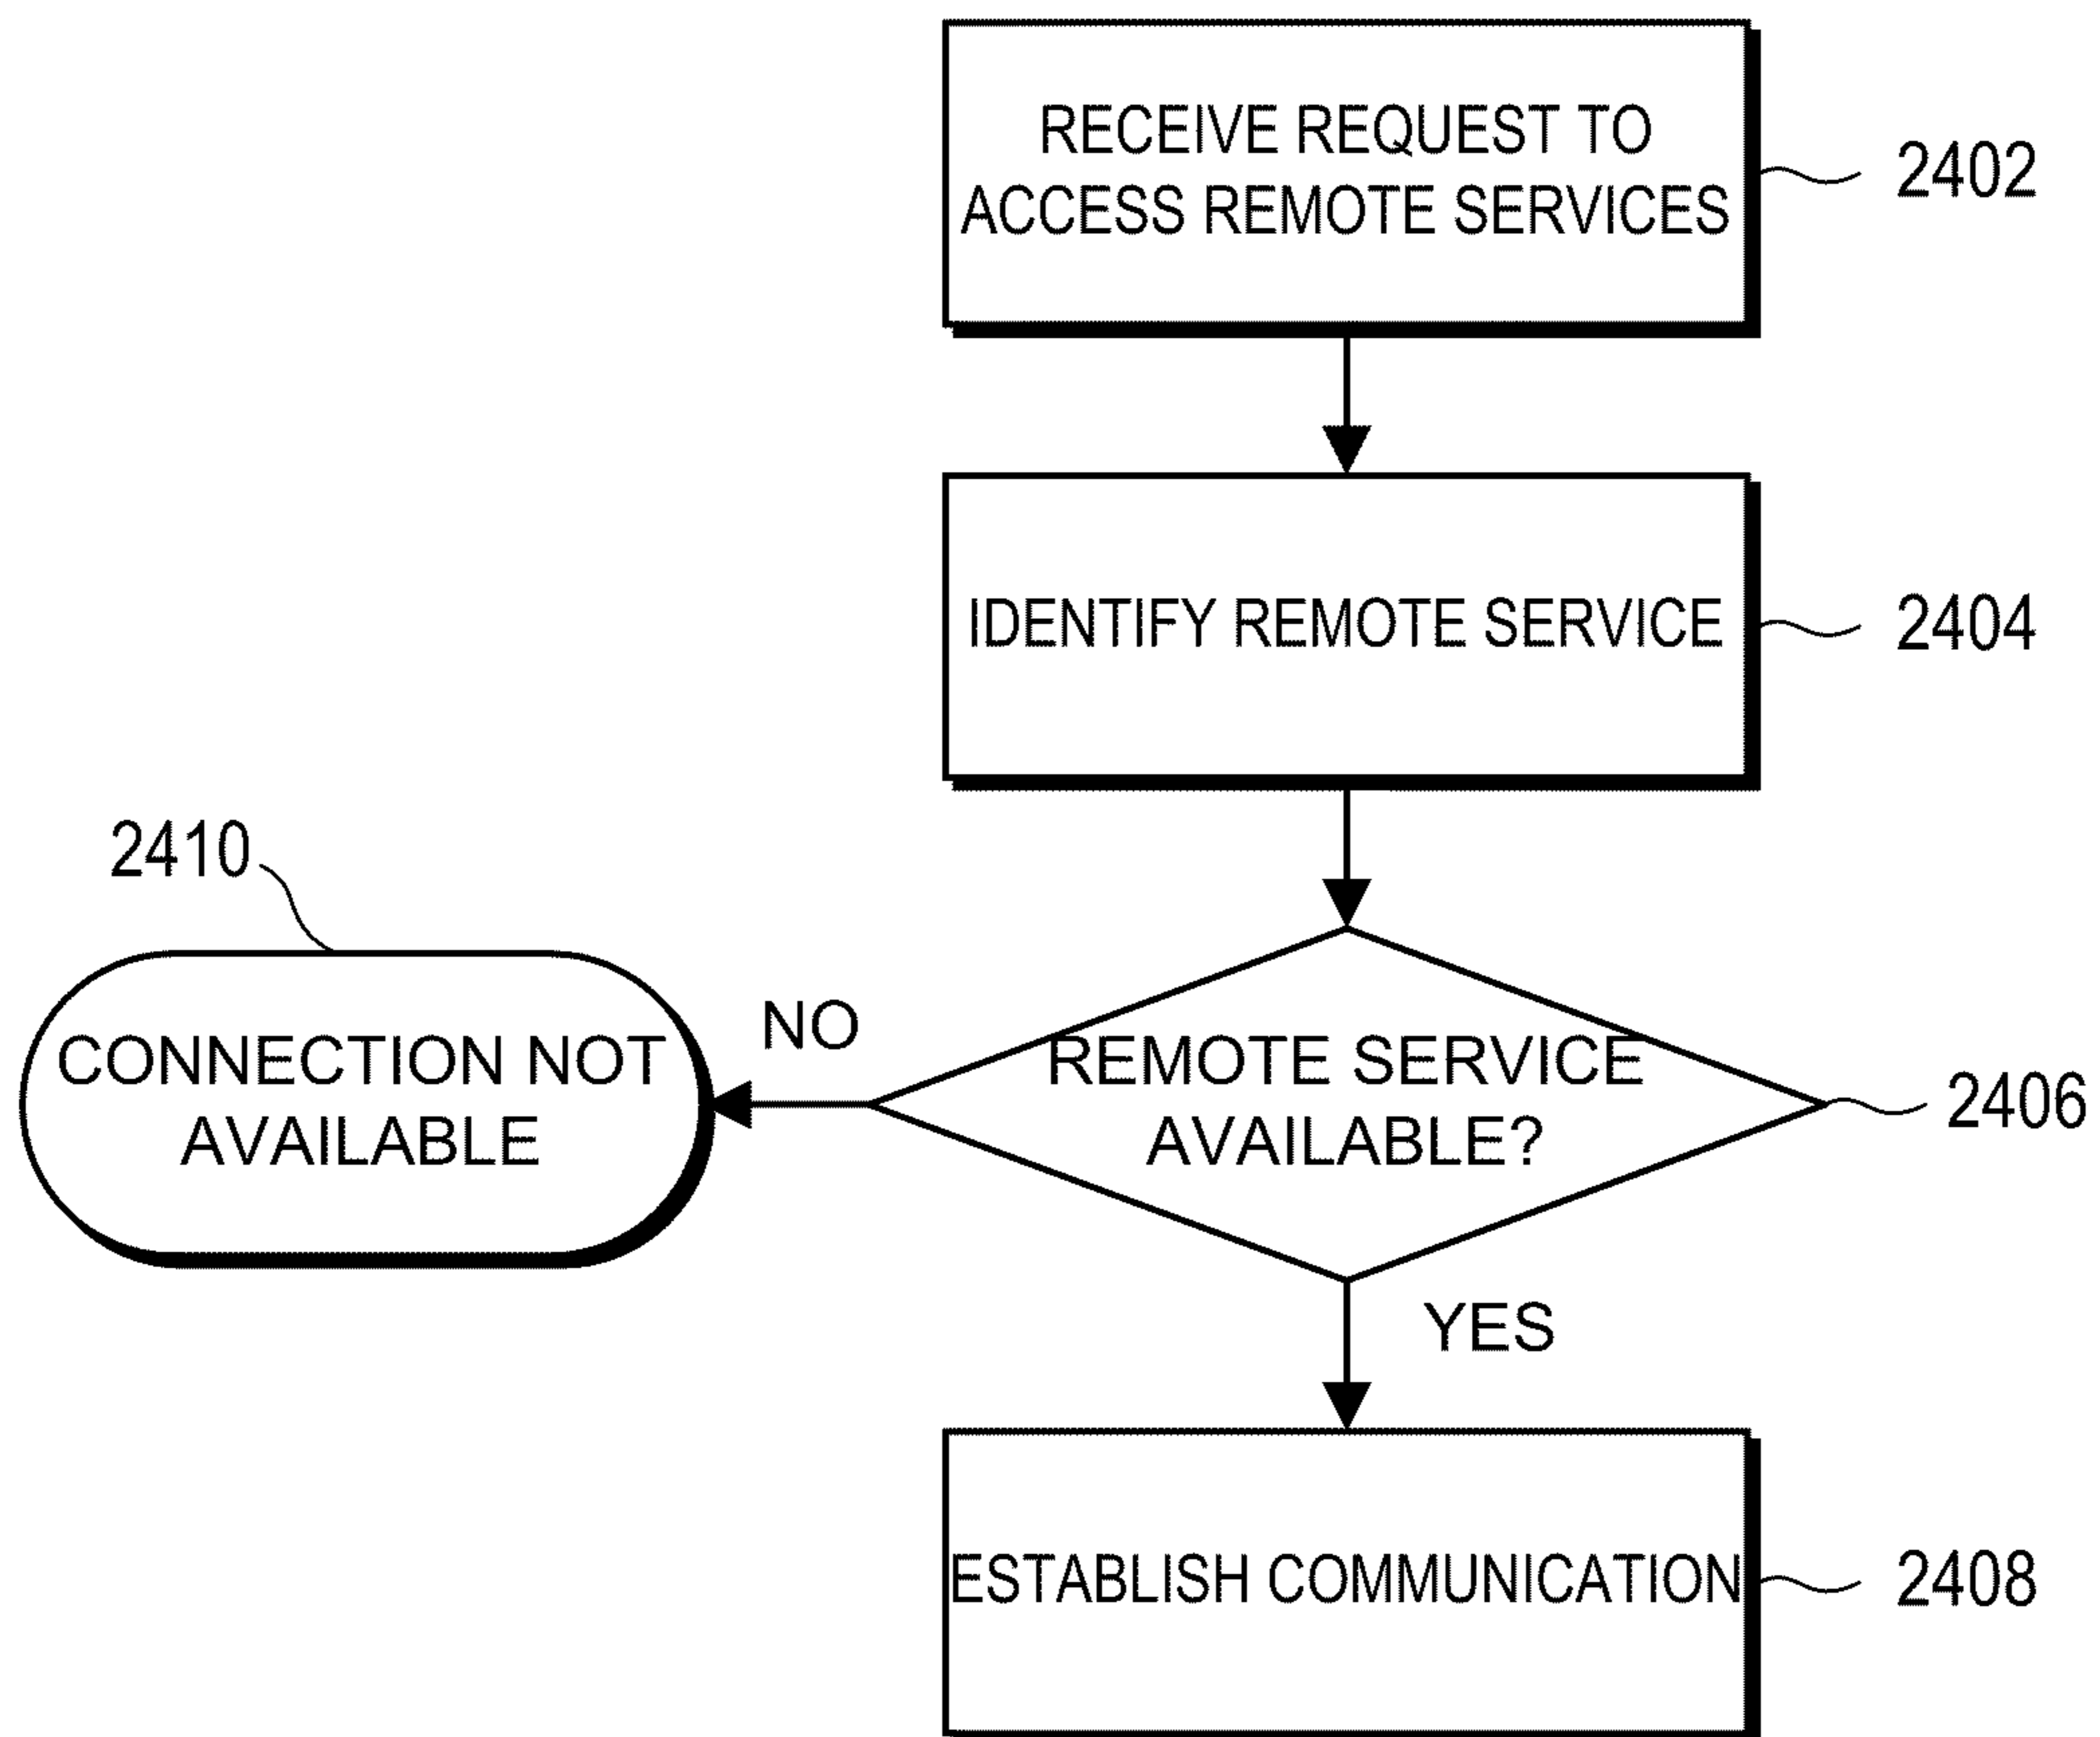 RECEIVE REQUEST TO
ACCESS REMOTE SERVICES
2402
IDENTIFY REMOTE SERVICE
2404
2410
CONNECTION NOT
AVAILABLE
NO
REMOTE SERVICE
AVAILABLE?
2406
YES
ESTABLISH COMMUNICATION
2408